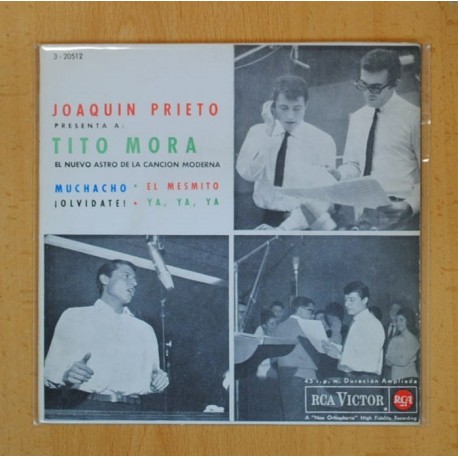 3 - 20512
JOAQUIN PRIETO
PRESENTA A:
TITO MORA
EL NUEVO ASTRO DE LA CANCION MODERNA
MUCHACHO • EL MESMITO
¡OLVIDATE! • YA, YA, YA
45 r. p. m. Duración Ampliada
RCA VICTOR RCA
A "New Orthophonic" High Fidelity Recording